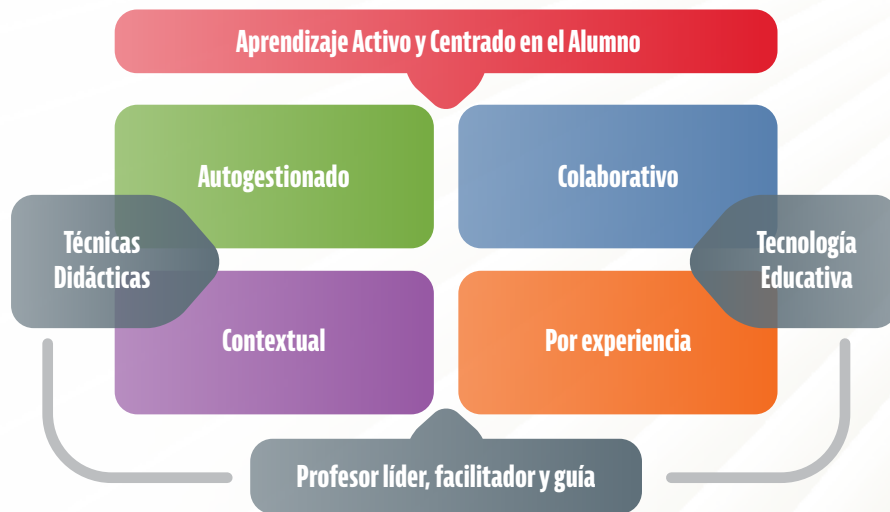 Aprendizaje Activo y Centrado en el Alumno
Autogestionado
Colaborativo
Técnicas
Didácticas
Tecnología
Educativa
Contextual
Por experiencia
Profesor líder, facilitador y guía